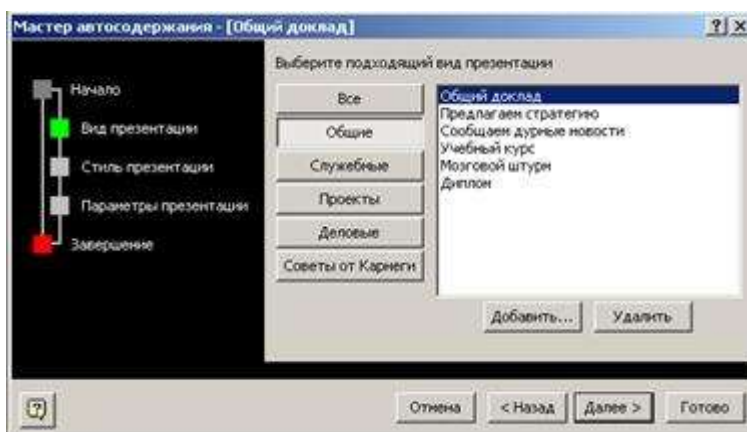 Мастер автосодержания - [Общий доклад]
Выберите подходящий вид презентации
Начало
Вид презентации
Стиль презентации
Параметры презентации
Завершение
Все
Общие
Служебные
Проекты
Деловые
Советы от Карнеги
Общий доклад
Предлагаем стратегию
Сообщаем дурные новости
Учебный курс
Мозговой штурм
Диплом
Добавить...
Удалить
Отмена
< Назад
Далее >
Готово